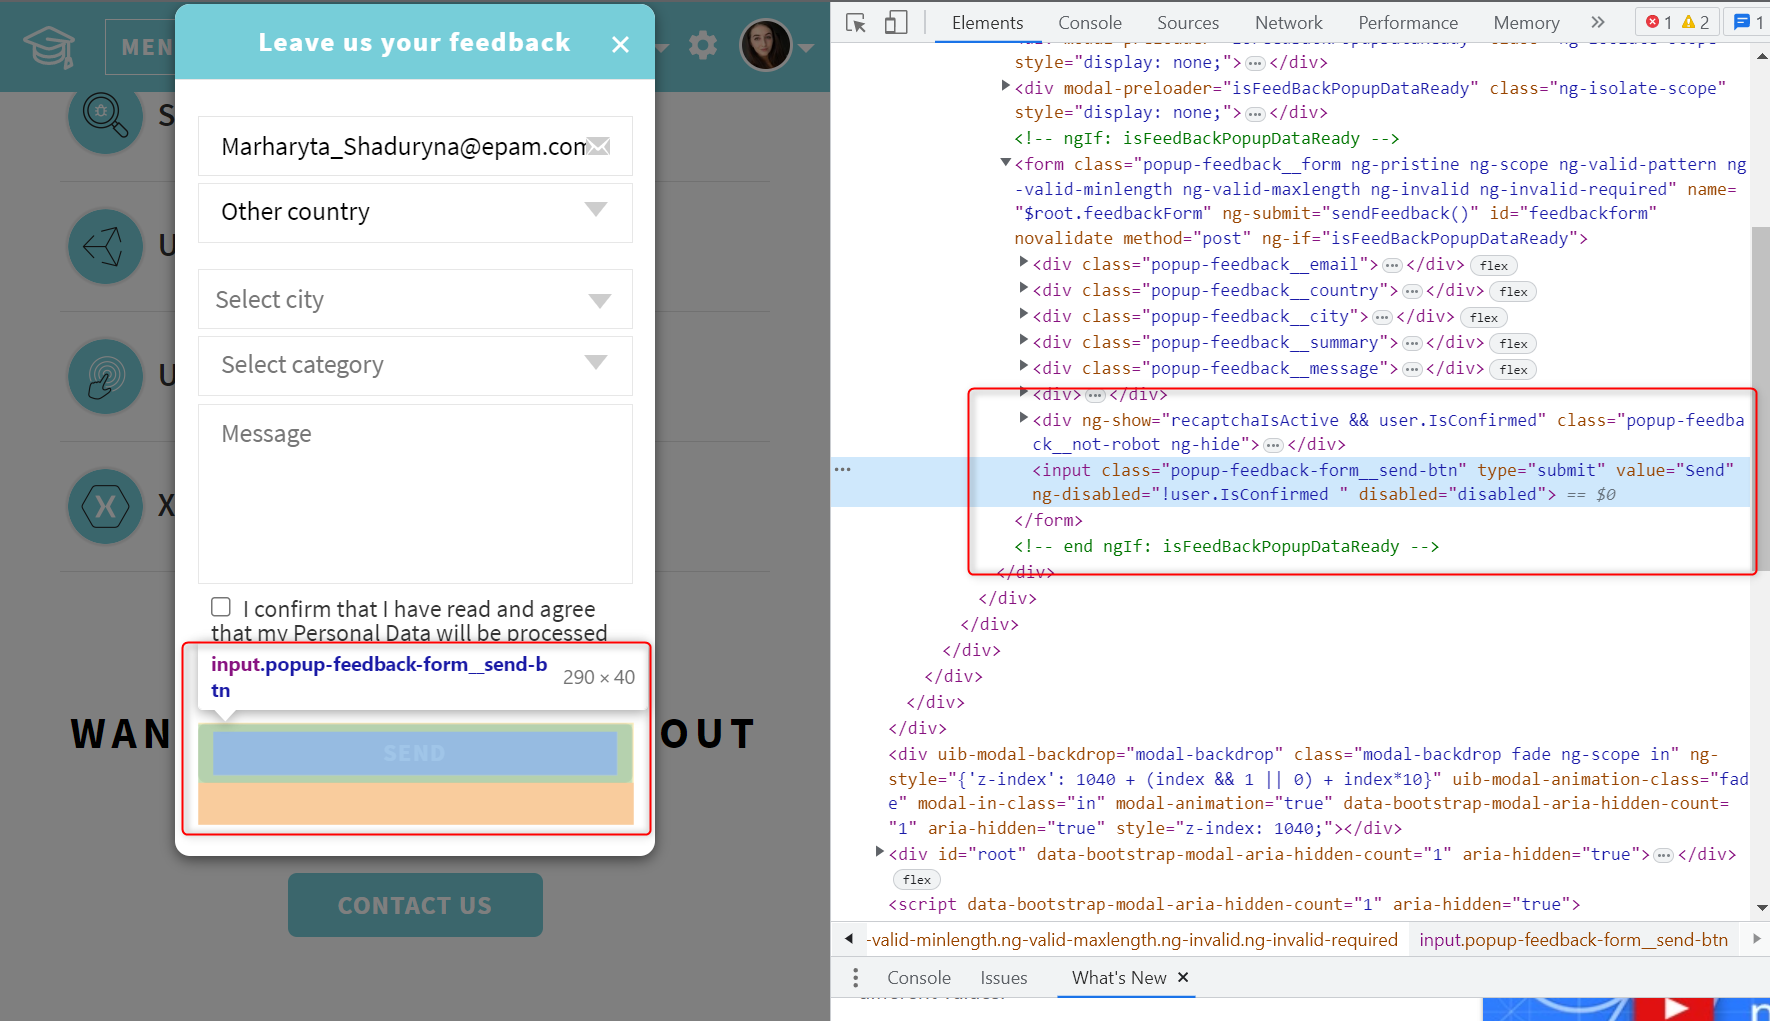 MEN
Leave us your feedback
S
U
U
X
Marharyta_Shaduryna@epam.com
Other country
Select city
Select category
Message
I confirm that I have read and agree
that my Personal Data will be processed
input.popup-feedback-form__send-b
tn
290 × 40
SEND
WAN
OUT
CONTACT US
Elements Console Sources Network Performance Memory 1 2 1
style="display: none;"> … </div>
<div modal-preloader="isFeedBackPopupDataReady" class="ng-isolate-scope"
style="display: none;"> … </div>
<!-- ngIf: isFeedBackPopupDataReady -->
<form class="popup-feedback__form ng-pristine ng-scope ng-valid-pattern ng
-valid-minlength ng-valid-maxlength ng-invalid ng-invalid-required" name=
"$root.feedbackForm" ng-submit="sendFeedback()" id="feedbackform"
novalidate method="post" ng-if="isFeedBackPopupDataReady">
<div class="popup-feedback__email"> … </div> flex
<div class="popup-feedback__country"> … </div> flex
<div class="popup-feedback__city"> … </div> flex
<div class="popup-feedback__summary"> … </div> flex
<div class="popup-feedback__message"> … </div> flex
<div> … </div>
<div ng-show="recaptchaIsActive && user.IsConfirmed" class="popup-feedba
ck__not-robot ng-hide"> … </div>
… <input class="popup-feedback-form__send-btn" type="submit" value="Send"
ng-disabled="!user.IsConfirmed " disabled="disabled"> == $0
</form>
<!-- end ngIf: isFeedBackPopupDataReady -->
</div>
</div>
</div>
</div>
</div>
</div>
</div>
<div uib-modal-backdrop="modal-backdrop" class="modal-backdrop fade ng-scope in" ng-
style="{'z-index': 1040 + (index && 1 || 0) + index*10}" uib-modal-animation-class="fad
e" modal-in-class="in" modal-animation="true" data-bootstrap-modal-aria-hidden-count=
"1" aria-hidden="true" style="z-index: 1040;"></div>
<div id="root" data-bootstrap-modal-aria-hidden-count="1" aria-hidden="true"> … </div>
flex
<script data-bootstrap-modal-aria-hidden-count="1" aria-hidden="true">
-valid-minlength.ng-valid-maxlength.ng-invalid.ng-invalid-required input.popup-feedback-form__send-btn
Console Issues What's New